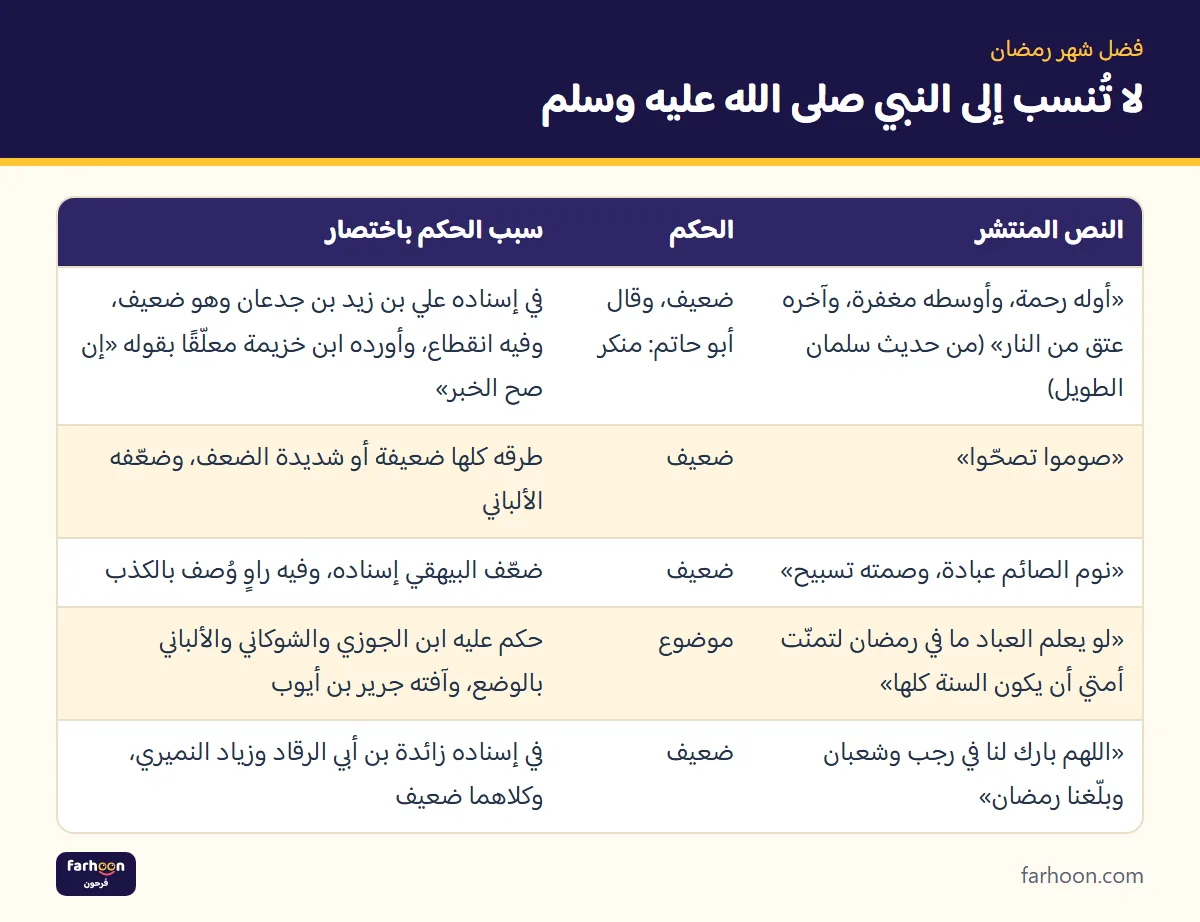 فضل شهر رمضان
لا تُنسب إلى النبي صلى الله عليه وسلم
النص المنتشر
الحكم
سبب الحكم باختصار
«أوله رحمة، وأوسطه مغفرة، وآخره
عتق من النار» (من حديث سلمان
الطويل)
ضعيف، وقال
أبو حاتم: منكر
في إسناده علي بن زيد بن جدعان وهو ضعيف،
وفيه انقطاع، وأورده ابن خزيمة معلّقًا بقوله «إن
صح الخبر»
«صوموا تصحّوا»
ضعيف
طرقه كلها ضعيفة أو شديدة الضعف، وضعّفه
الألباني
«نوم الصائم عبادة، وصمته تسبيح»
ضعيف
ضعّف البيهقي إسناده، وفيه راوٍ وُصف بالكذب
«لو يعلم العباد ما في رمضان لتمنّت
أمتي أن يكون السنة كلها»
موضوع
حكم عليه ابن الجوزي والشوكاني والألباني
بالوضع، وآفته جرير بن أيوب
«اللهم بارك لنا في رجب وشعبان
وبلّغنا رمضان»
ضعيف
في إسناده زائدة بن أبي الرقاد وزياد النميري،
وكلاهما ضعيف
farhoon.com
farhoon
فرحون